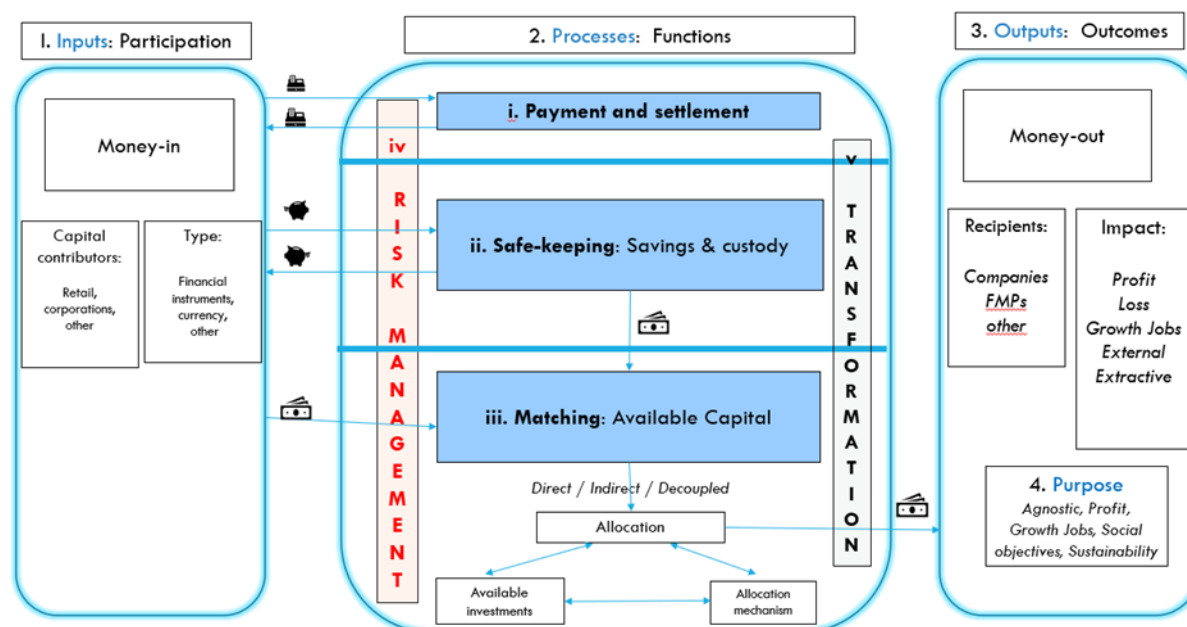 1. Inputs: Participation
Money-in
Capital
contributors:
Retail,
corporations,
other
Type:
Financial
instruments,
currency,
other
2. Processes: Functions
i. Payment and settlement
iv
RISK
MANAGEMENT
ii. Safe-keeping: Savings & custody
iii. Matching: Available Capital
Direct / Indirect / Decoupled
Allocation
Available
investments
Allocation
mechanism
v
TRANSFORMATION
3. Outputs: Outcomes
Money-out
Recipients:
Companies
FMPs
other
Impact:
Profit
Loss
Growth Jobs
External
Extractive
4. Purpose
Agnostic, Profit,
Growth Jobs, Social
objectives, Sustainability